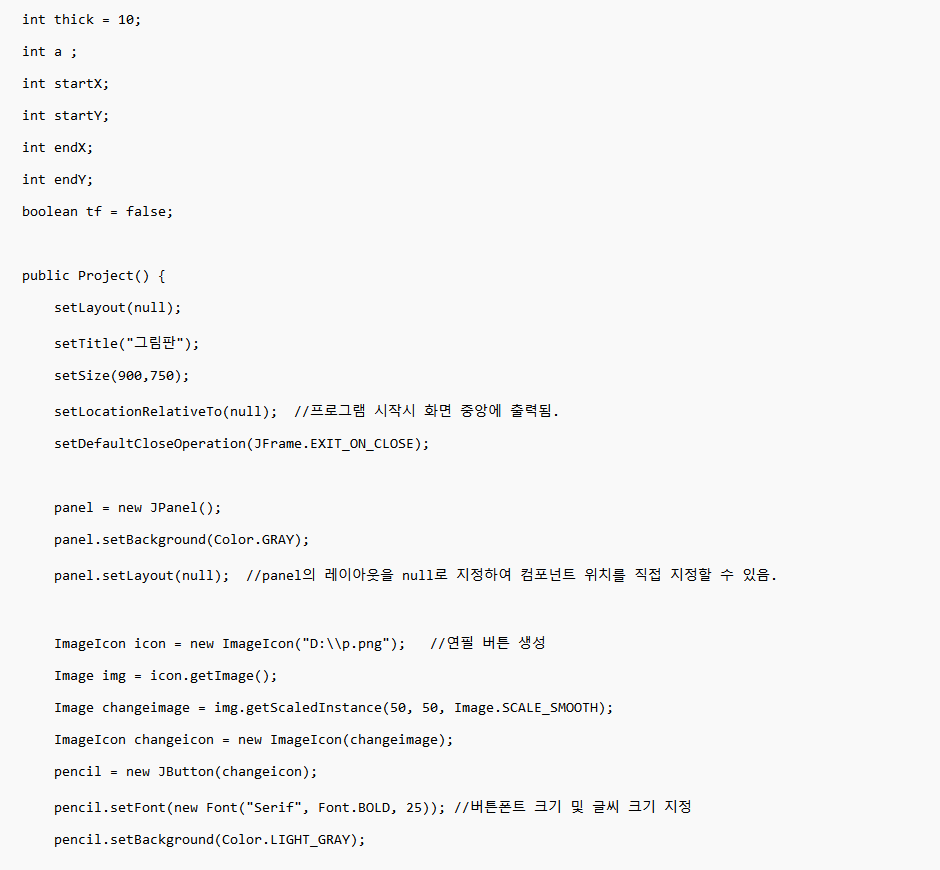 int thick = 10;
int a ;
int startX;
int startY;
int endX;
int endY;
boolean tf = false;
public Project() {
setLayout(null);
setTitle("그림판");
setSize(900,750);
setLocationRelativeTo(null);  //프로그램 시작시 화면 중앙에 출력됨.
setDefaultCloseOperation(JFrame.EXIT_ON_CLOSE);
panel = new JPanel();
panel.setBackground(Color.GRAY);
panel.setLayout(null);  //panel의 레이아웃을 null로 지정하여 컴포넌트 위치를 직접 지정할 수 있음.
ImageIcon icon = new ImageIcon("D:\\p.png");   //연필 버튼 생성
Image img = icon.getImage();
Image changeimage = img.getScaledInstance(50, 50, Image.SCALE_SMOOTH);
ImageIcon changeicon = new ImageIcon(changeimage);
pencil = new JButton(changeicon);
pencil.setFont(new Font("Serif", Font.BOLD, 25)); //버튼폰트 크기 및 글씨 크기 지정
pencil.setBackground(Color.LIGHT_GRAY);